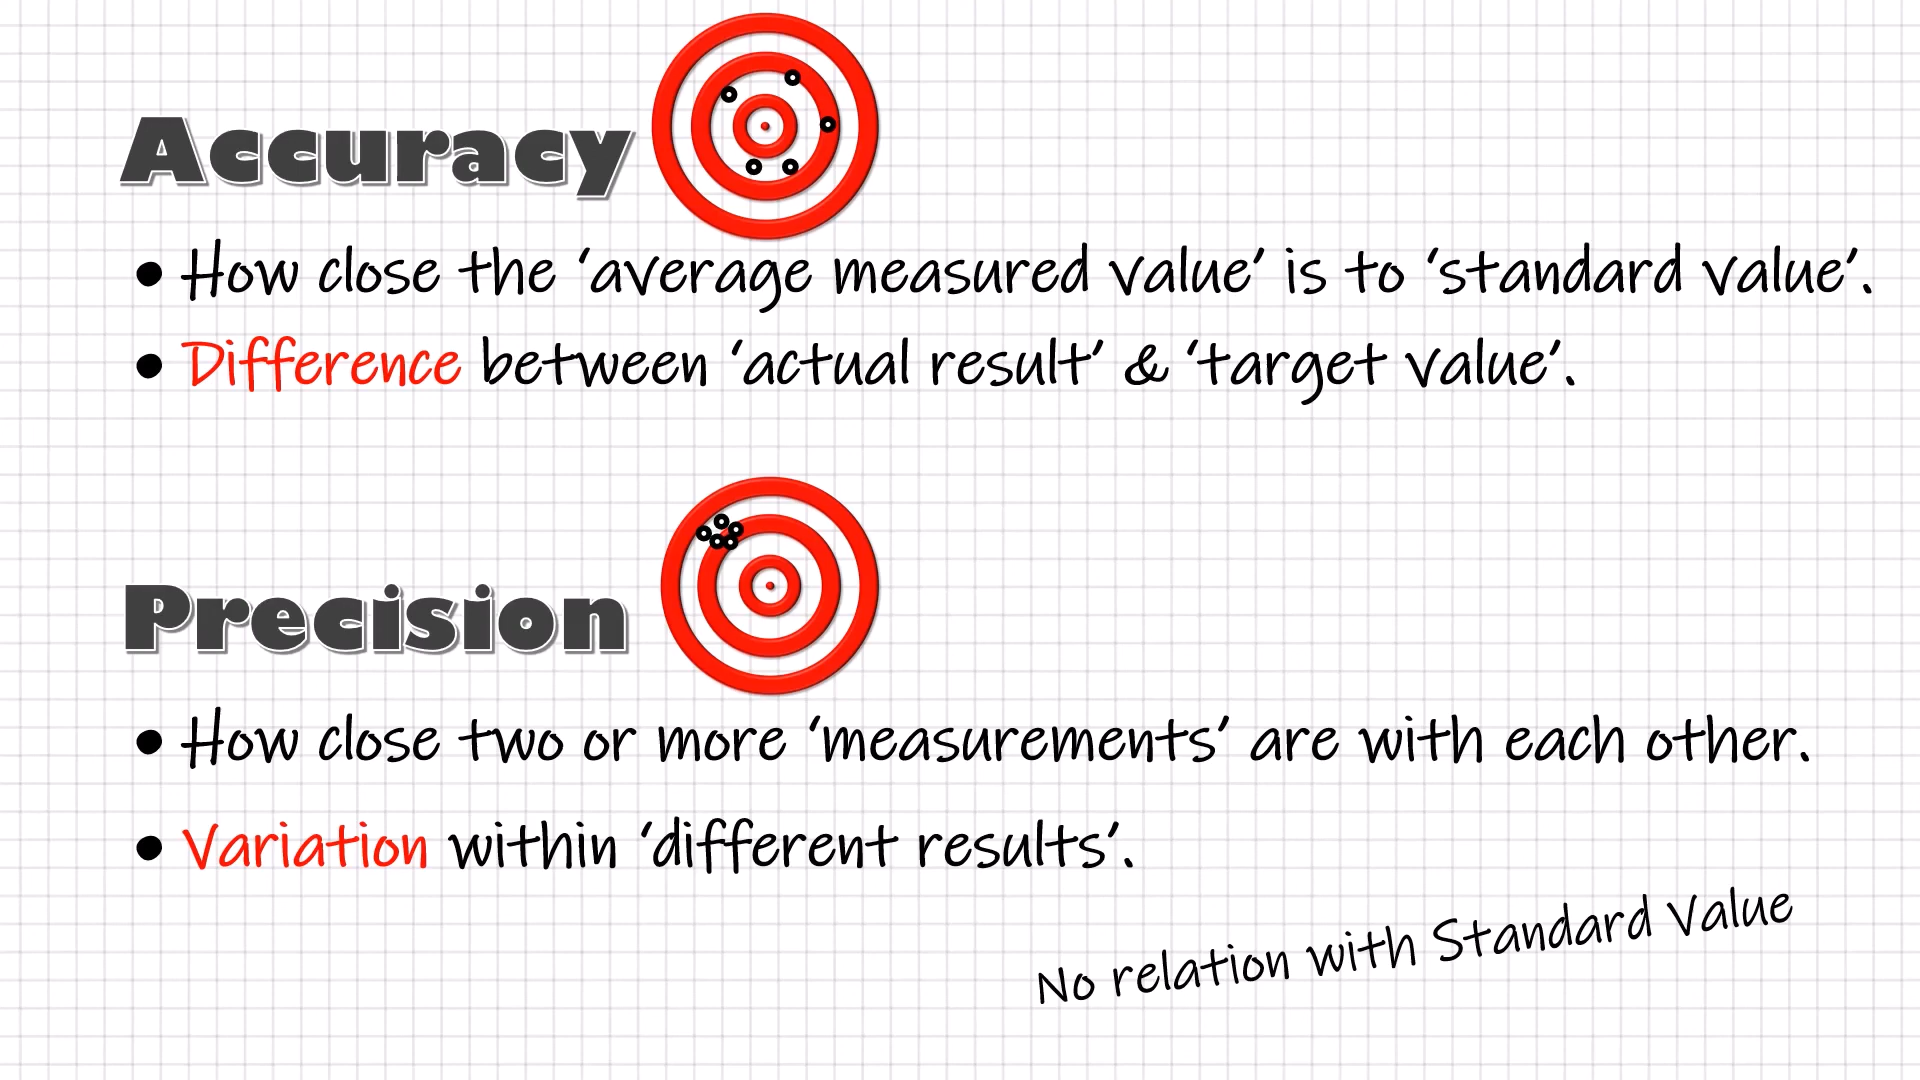 Accuracy
• How close the ‘average measured value’ is to ‘standard value’.
• Difference between ‘actual result’ & ‘target value’.
Precision
• How close two or more ‘measurements’ are with each other.
• Variation within ‘different results’.
No relation with Standard Value